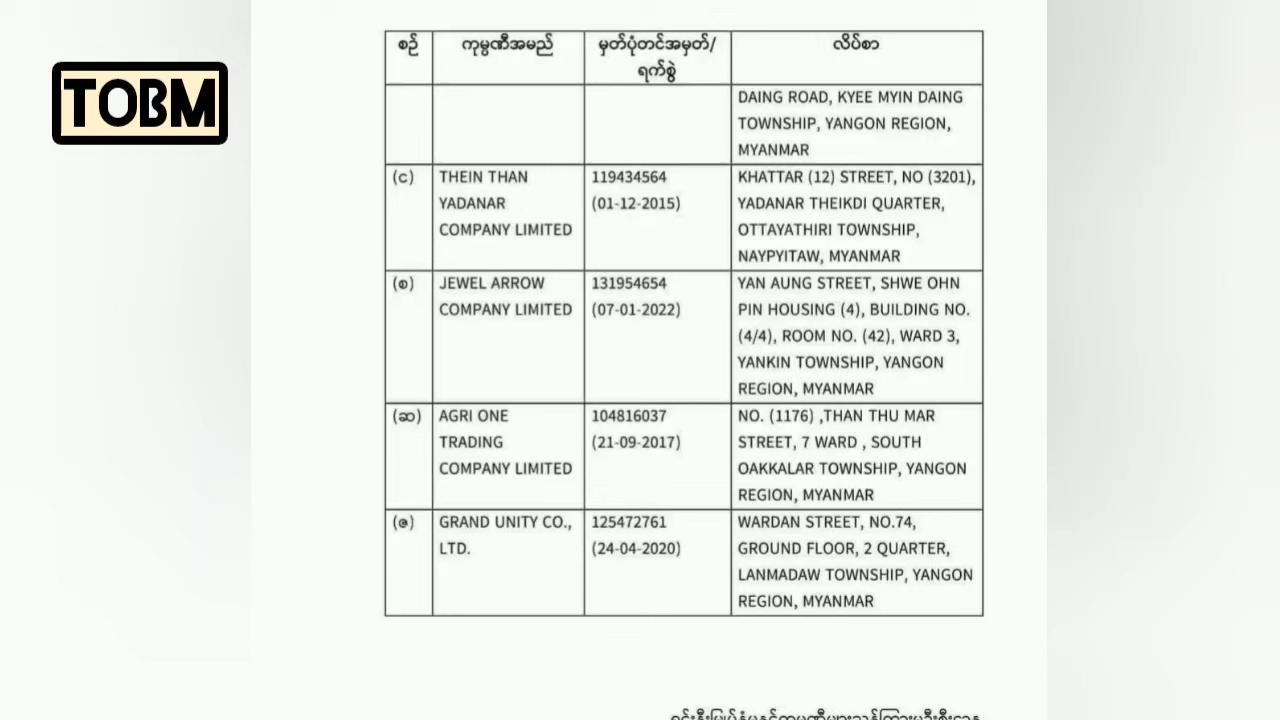 TOBM
စဉ် ကုမ္ပဏီအမည် မှတ်ပုံတင်အမှတ်/ လိပ်စာ
ရက်စွဲ
DAING ROAD, KYEE MYIN DAING
TOWNSHIP, YANGON REGION,
MYANMAR
(င) THEIN THAN 119434564 KHATTAR (12) STREET, NO (3201),
YADANAR (01-12-2015) YADANAR THEIKDI QUARTER,
COMPANY LIMITED OTTAYATHIRI TOWNSHIP,
NAYPYITAW, MYANMAR
(စ) JEWEL ARROW 131954654 YAN AUNG STREET, SHWE OHN
COMPANY LIMITED (07-01-2022) PIN HOUSING (4), BUILDING NO.
(4/4), ROOM NO. (42), WARD 3,
YANKIN TOWNSHIP, YANGON
REGION, MYANMAR
(ဆ) AGRI ONE 104816037 NO. (1176) ,THAN THU MAR
TRADING (21-09-2017) STREET, 7 WARD , SOUTH
COMPANY LIMITED OAKKALAR TOWNSHIP, YANGON
REGION, MYANMAR
(ဇ) GRAND UNITY CO., 125472761 WARDAN STREET, NO.74,
LTD. (24-04-2020) GROUND FLOOR, 2 QUARTER,
LANMADAW TOWNSHIP, YANGON
REGION, MYANMAR